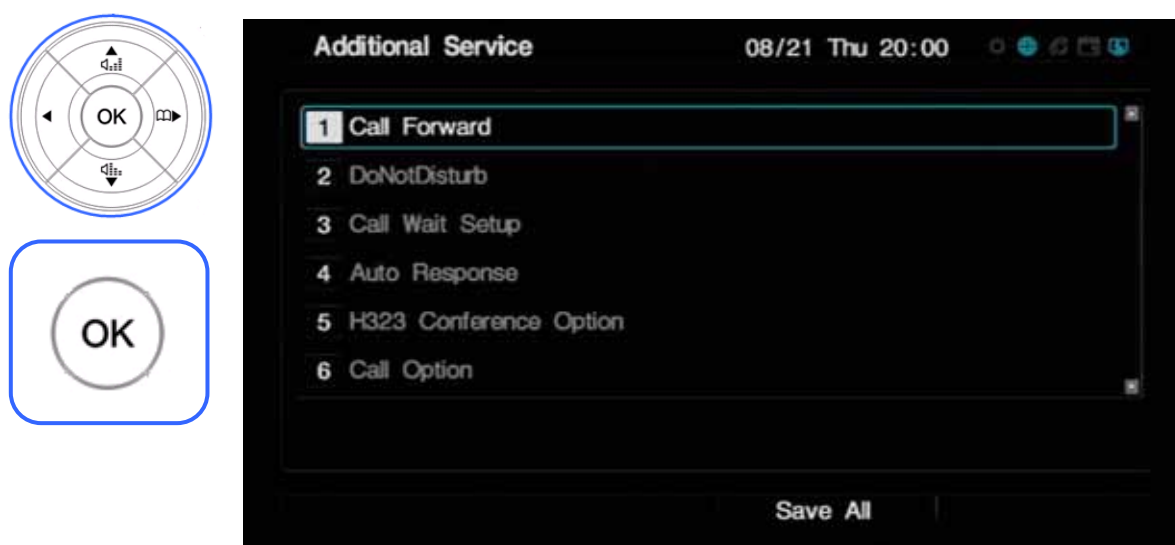 OK
OK
Additional Service 08/21 Thu 20:00
1 Call Forward
2 DoNotDisturb
3 Call Wait Setup
4 Auto Response
5 H323 Conference Option
6 Call Option
Save All